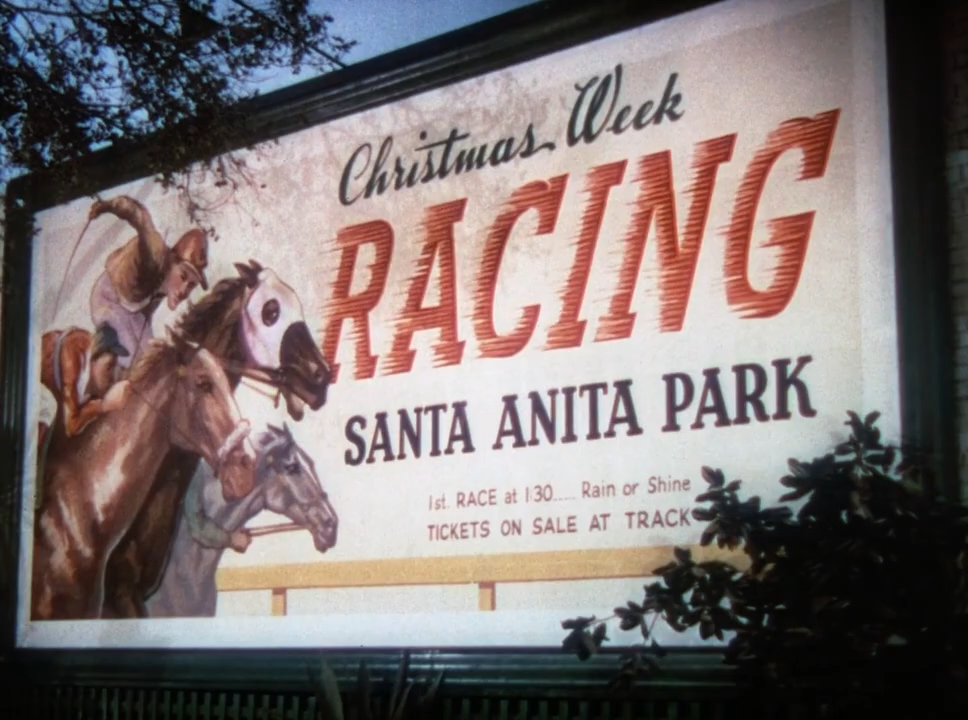 Christmas Week
RACING
SANTA ANITA PARK
1st. RACE at 1:30..... Rain or Shine
TICKETS ON SALE AT TRACK